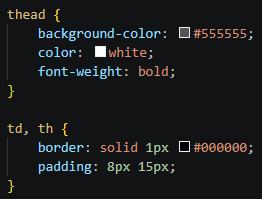 thead {
    background-color: #555555;
    color: white;
    font-weight: bold;
}

td, th {
    border: solid 1px #000000;
    padding: 8px 15px;
}